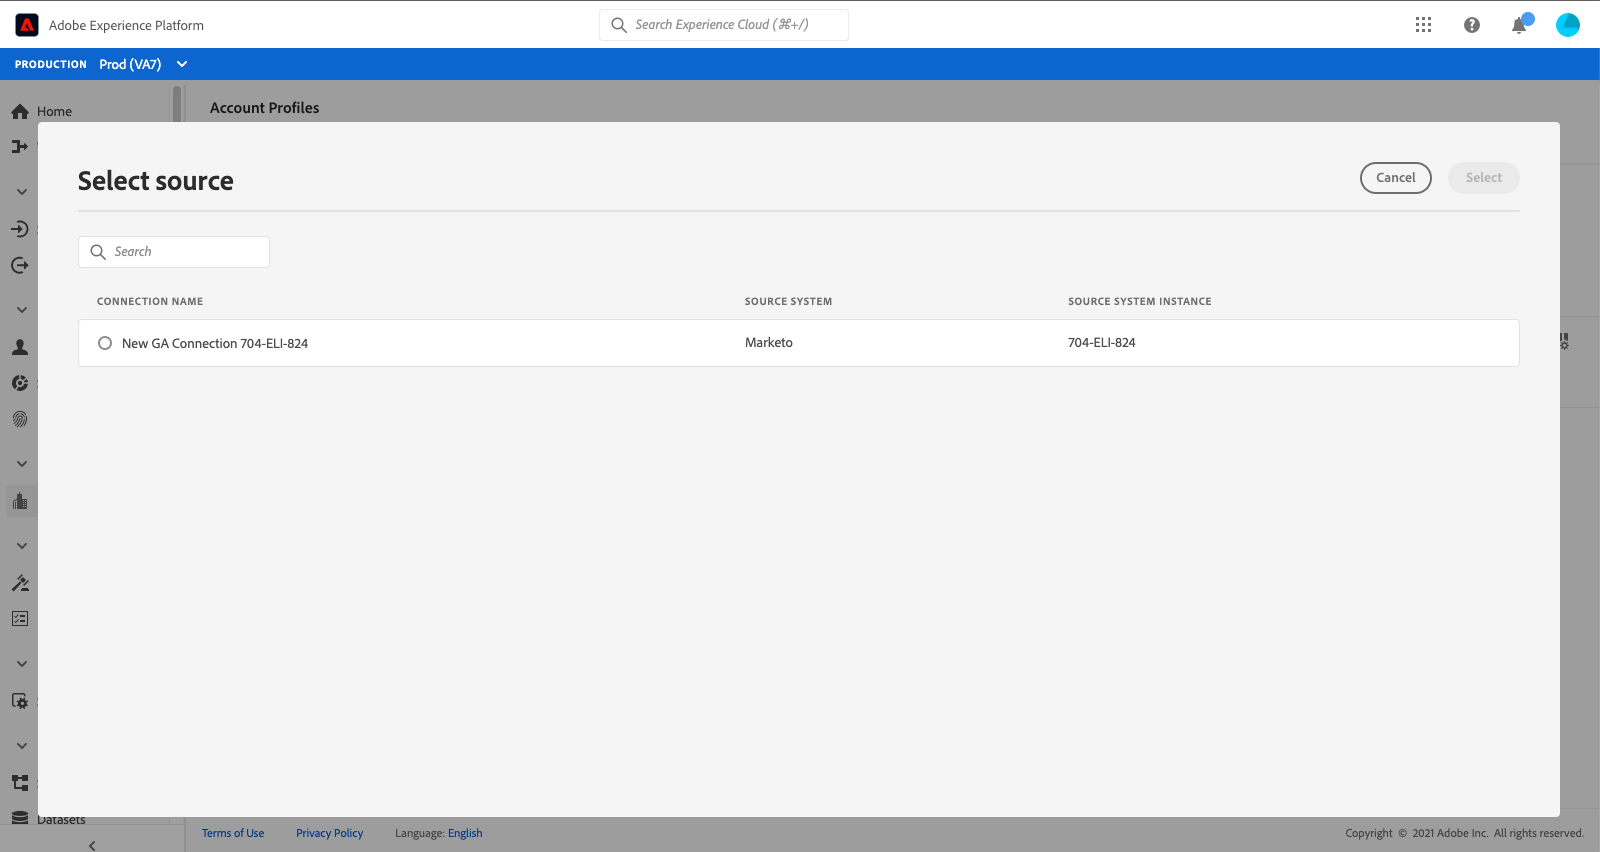 Adobe Experience Platform
Search Experience Cloud (⌘+/)
PRODUCTION Prod (VA7)
Home
Account Profiles
Select source
Cancel
Select
Search
CONNECTION NAME SOURCE SYSTEM SOURCE SYSTEM INSTANCE
New GA Connection 704-ELI-824 Marketo 704-ELI-824
Datasets
Terms of Use Privacy Policy Language: English Copyright © 2021 Adobe Inc. All rights reserved.